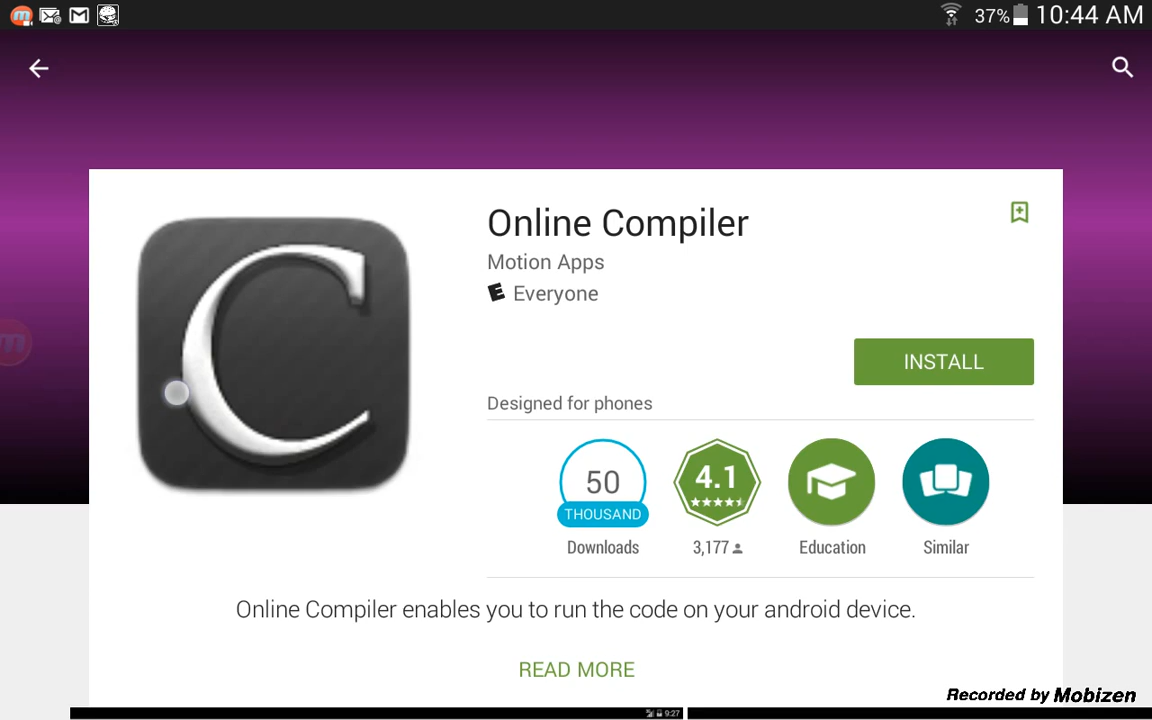 37% 10:44 AM
C
Online Compiler
Motion Apps
E Everyone
INSTALL
Designed for phones
50
THOUSAND
4.1
Downloads
3,177
Education
Similar
Online Compiler enables you to run the code on your android device.
READ MORE
Recorded by Mobizen
9:27